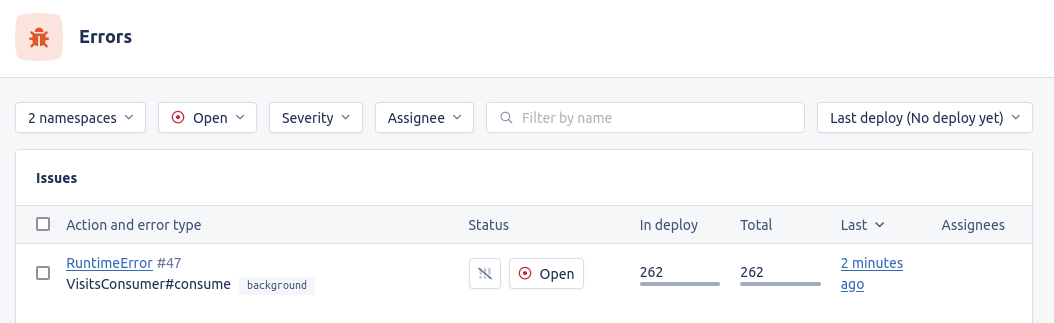 Errors
2 namespaces Open Severity Assignee Filter by name Last deploy (No deploy yet)
Issues
Action and error type Status In deploy Total Last Assignees
RuntimeError #47 Open 262 262 2 minutes ago
VisitsConsumer#consume background